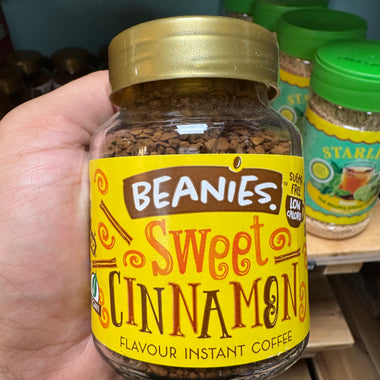 BEANIES.
SUGAR
FREE
LOW
CALORIE
Sweet
CINNAMON
FLAVOUR INSTANT COFFEE